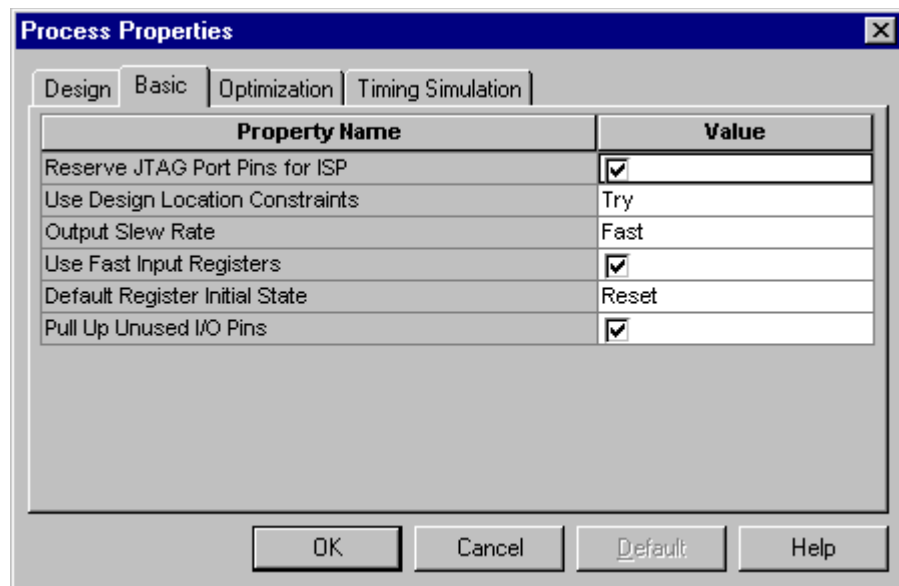 Process Properties
Design Basic Optimization Timing Simulation
Property Name Value
Reserve JTAG Port Pins for ISP
Use Design Location Constraints Try
Output Slew Rate Fast
Use Fast Input Registers
Default Register Initial State Reset
Pull Up Unused I/O Pins
OK Cancel Default Help